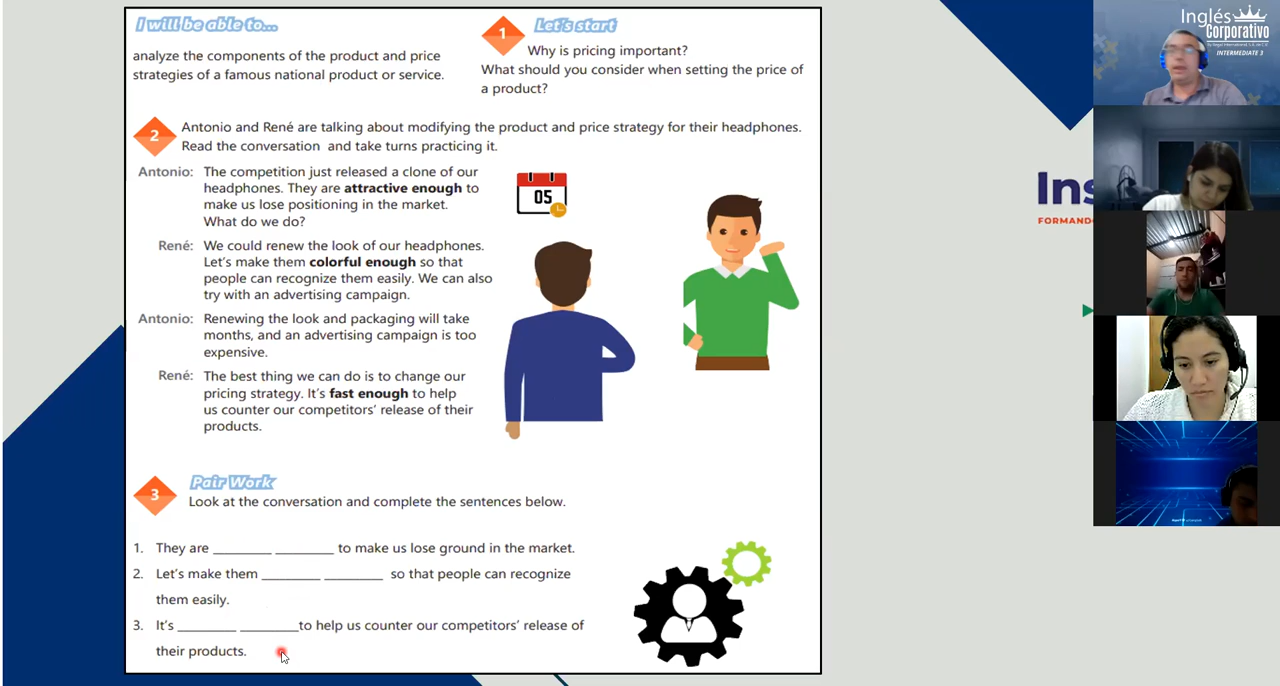 I will be able to...
analyze the components of the product and price
strategies of a famous national product or service.
1
Let's start
Why is pricing important?
What should you consider when setting the price of
a product?
2
Antonio and René are talking about modifying the product and price strategy for their headphones.
Read the conversation and take turns practicing it.
Antonio: The competition just released a clone of our
headphones. They are attractive enough to
make us lose positioning in the market.
What do we do?
René: We could renew the look of our headphones.
Let's make them colorful enough so that
people can recognize them easily. We can also
try with an advertising campaign.
Antonio: Renewing the look and packaging will take
months, and an advertising campaign is too
expensive.
René: The best thing we can do is to change our
pricing strategy. It's fast enough to help
us counter our competitors' release of their
products.
05
3
Pair Work
Look at the conversation and complete the sentences below.
1. They are ________ ________ to make us lose ground in the market.
2. Let's make them ________ ________ so that people can recognize
them easily.
3. It's ________ ________to help us counter our competitors' release of
their products.
Inglés
Corporativo
INTERMEDIATE 3
Ins
FORMAND